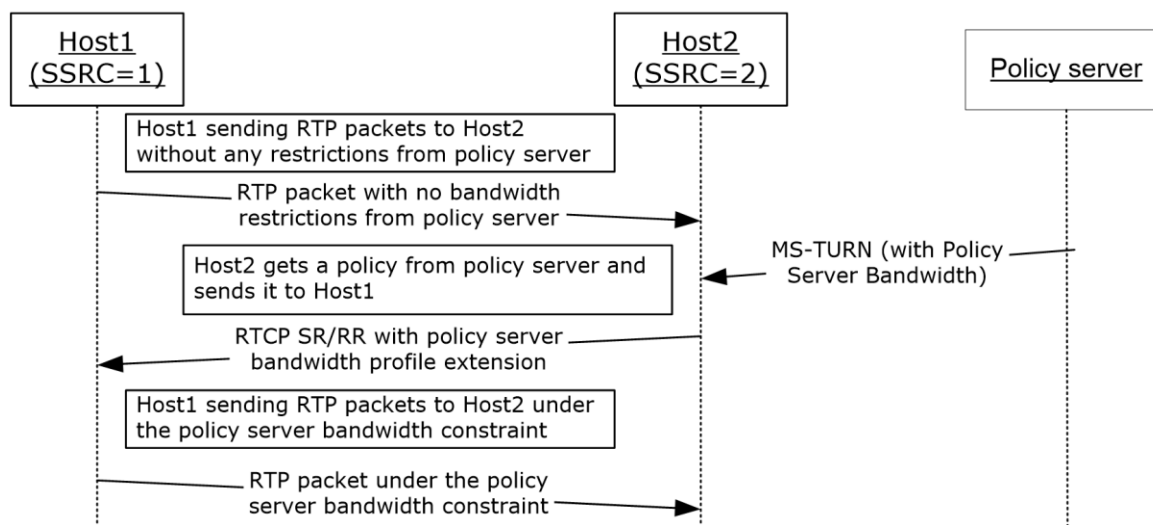 Host1
(SSRC=1)
Host2
(SSRC=2)
Policy server
Host1 sending RTP packets to Host2
without any restrictions from policy server
RTP packet with no bandwidth
restrictions from policy server
MS-TURN (with Policy
Server Bandwidth)
Host2 gets a policy from policy server and
sends it to Host1
RTCP SR/RR with policy server
bandwidth profile extension
Host1 sending RTP packets to Host2 under
the policy server bandwidth constraint
RTP packet under the policy
server bandwidth constraint